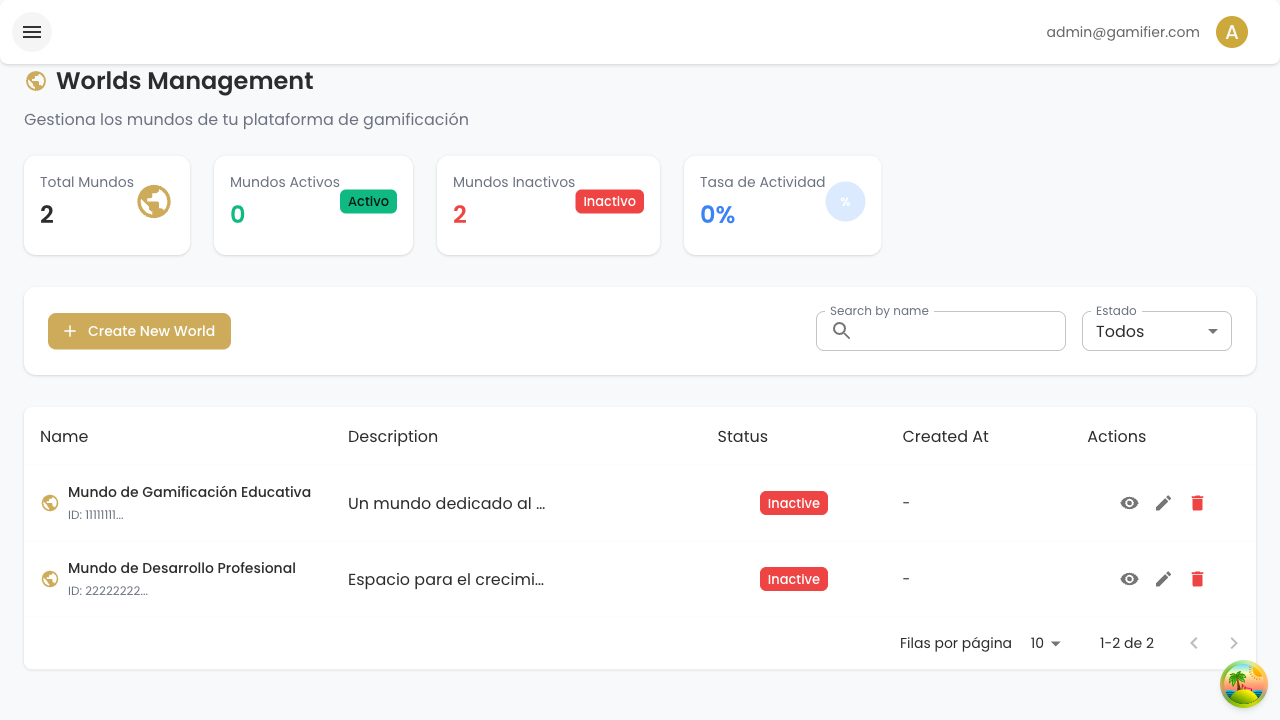 admin@gamifier.com A
Worlds Management
Gestiona los mundos de tu plataforma de gamificación
Total Mundos
2
Mundos Activos
0
Activo
Mundos Inactivos
2
Inactivo
Tasa de Actividad
0%
%
Create New World
Search by name
Estado
Todos
Name Description Status Created At Actions
Mundo de Gamificación Educativa
ID: 11111111...
Un mundo dedicado al ...
Inactive
-
Mundo de Desarrollo Profesional
ID: 22222222...
Espacio para el crecimi...
Inactive
-
Filas por página 10 1-2 de 2